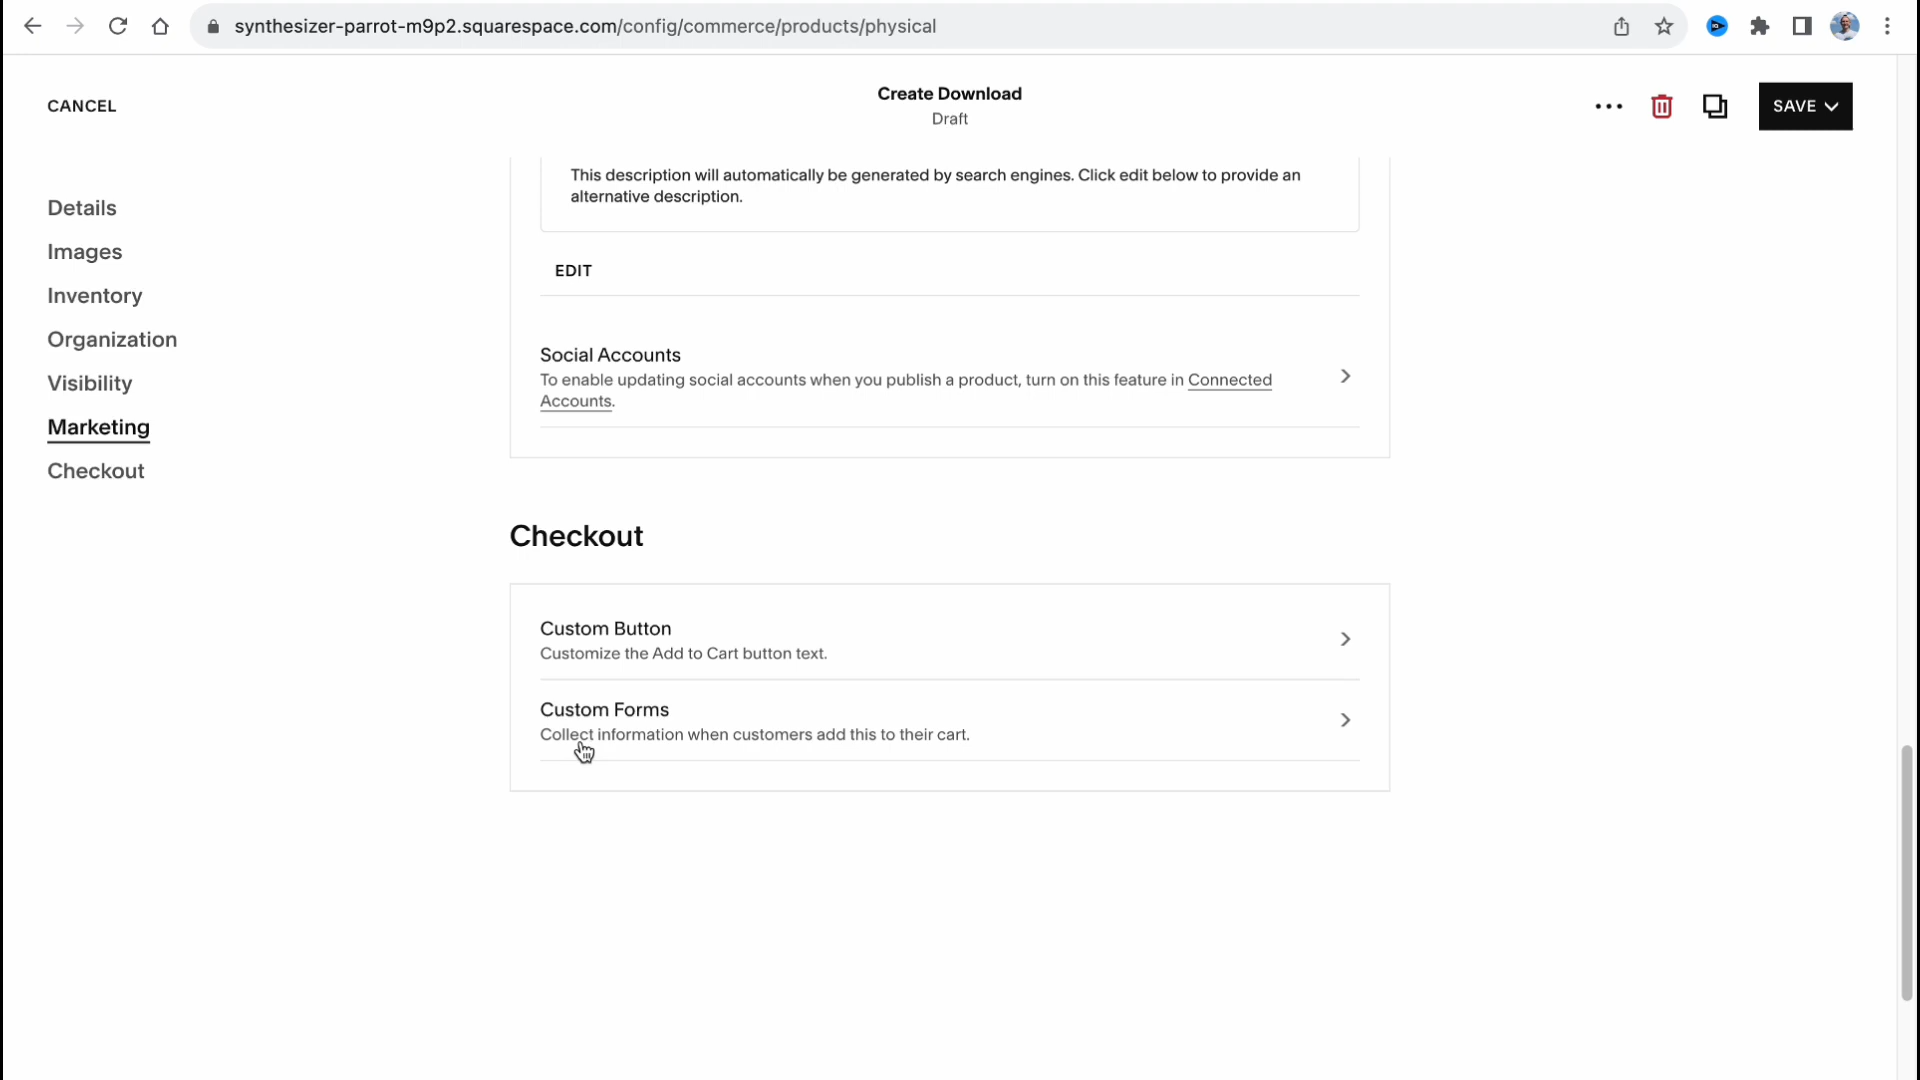 synthesizer-parrot-m9p2.squarespace.com/config/commerce/products/physical
CANCEL
Create Download
Draft
SAVE
Details
Images
Inventory
Organization
Visibility
Marketing
Checkout
This description will automatically be generated by search engines. Click edit below to provide an
alternative description.
EDIT
Social Accounts
To enable updating social accounts when you publish a product, turn on this feature in Connected
Accounts.
Checkout
Custom Button
Customize the Add to Cart button text.
Custom Forms
Collect information when customers add this to their cart.